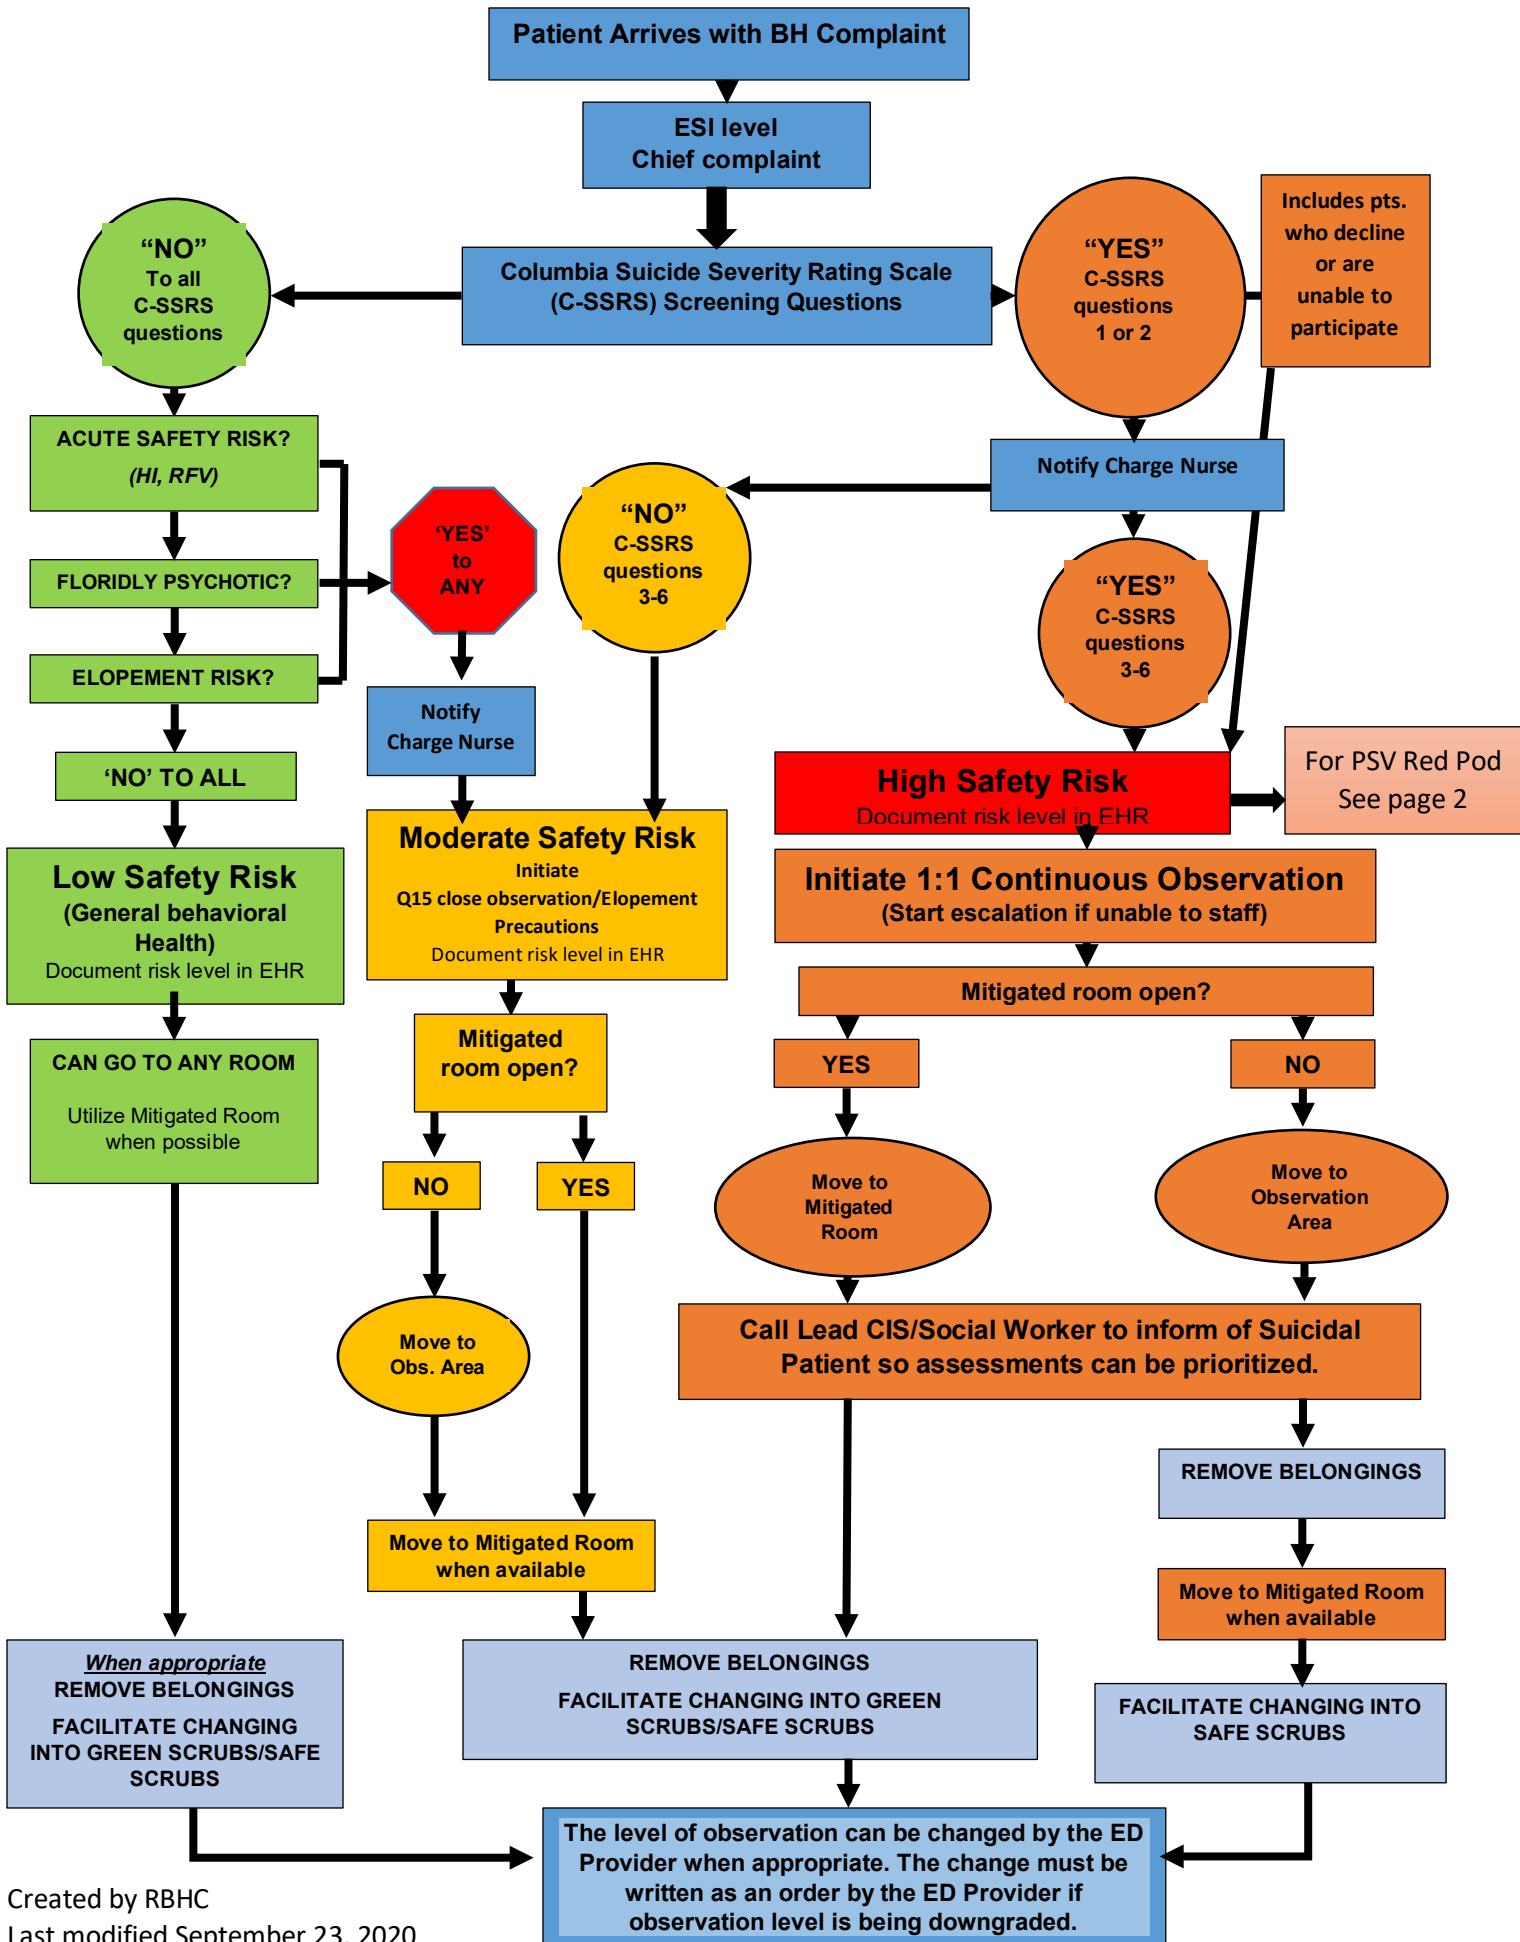 Patient Arrives with BH Complaint
ESI level
Chief complaint
Columbia Suicide Severity Rating Scale
(C-SSRS) Screening Questions
“NO”
To all
C-SSRS
questions
“YES”
C-SSRS
questions
1 or 2
Includes pts.
who decline
or are
unable to
participate
ACUTE SAFETY RISK?
(HI, RFV)
FLORIDLY PSYCHOTIC?
ELOPEMENT RISK?
‘YES’
to
ANY
“NO”
C-SSRS
questions
3-6
Notify Charge Nurse
“YES”
C-SSRS
questions
3-6
‘NO’ TO ALL
Notify
Charge Nurse
High Safety Risk
Document risk level in EHR
For PSV Red Pod
See page 2
Low Safety Risk
(General behavioral
Health)
Document risk level in EHR
Moderate Safety Risk
Initiate
Q15 close observation/Elopement
Precautions
Document risk level in EHR
Initiate 1:1 Continuous Observation
(Start escalation if unable to staff)
CAN GO TO ANY ROOM
Utilize Mitigated Room
when possible
Mitigated
room open?
NO
YES
Mitigated room open?
YES
NO
Move to
Mitigated
Room
Move to
Observation
Area
Move to
Obs. Area
Call Lead CIS/Social Worker to inform of Suicidal
Patient so assessments can be prioritized.
REMOVE BELONGINGS
Move to Mitigated Room
when available
Move to Mitigated Room
when available
When appropriate
REMOVE BELONGINGS
FACILITATE CHANGING
INTO GREEN SCRUBS/SAFE
SCRUBS
REMOVE BELONGINGS
FACILITATE CHANGING INTO GREEN
SCRUBS/SAFE SCRUBS
FACILITATE CHANGING INTO
SAFE SCRUBS
The level of observation can be changed by the ED
Provider when appropriate. The change must be
written as an order by the ED Provider if
observation level is being downgraded.
Created by RBHC
Last modified September 23, 2020